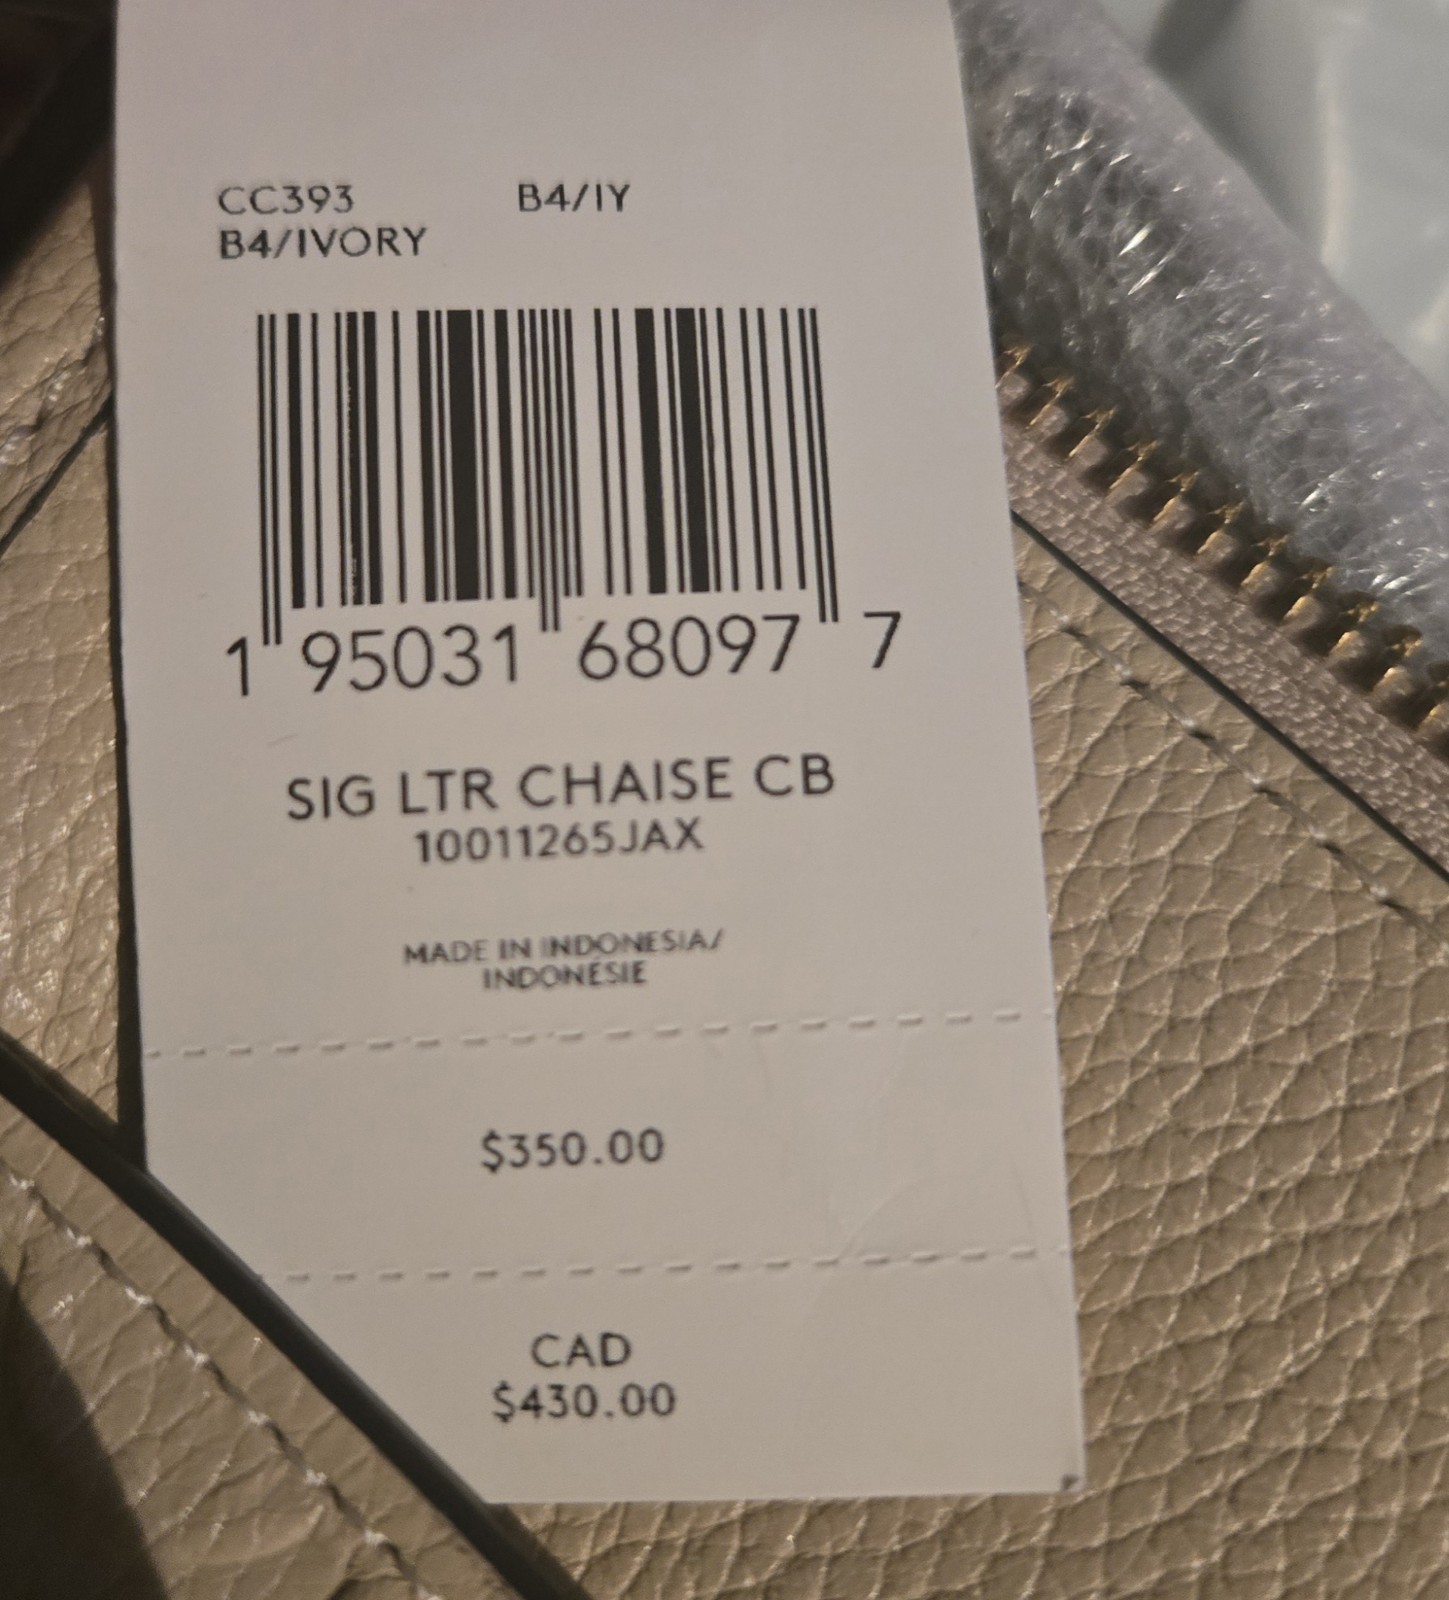 CC393 B4/IY
B4/IVORY
1 95031 68097 7
SIG LTR CHAISE CB
10011265JAX
MADE IN INDONESIA/
INDONÉSIE
$350.00
CAD
$430.00